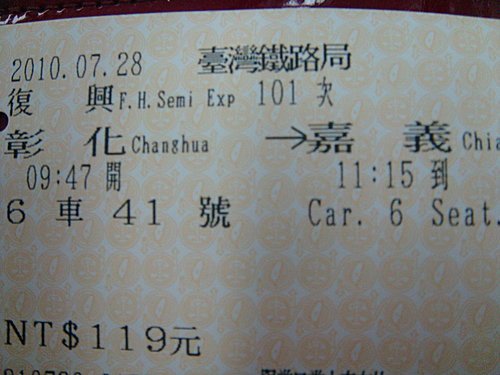 2010.07.28 臺灣鐵路局
復興 F.H.Semi Exp 101 次
彰化 Changhua →嘉義 Chia
09:47 開 11:15 到
6 車 41 號 Car. 6 Seat.
NT$119元